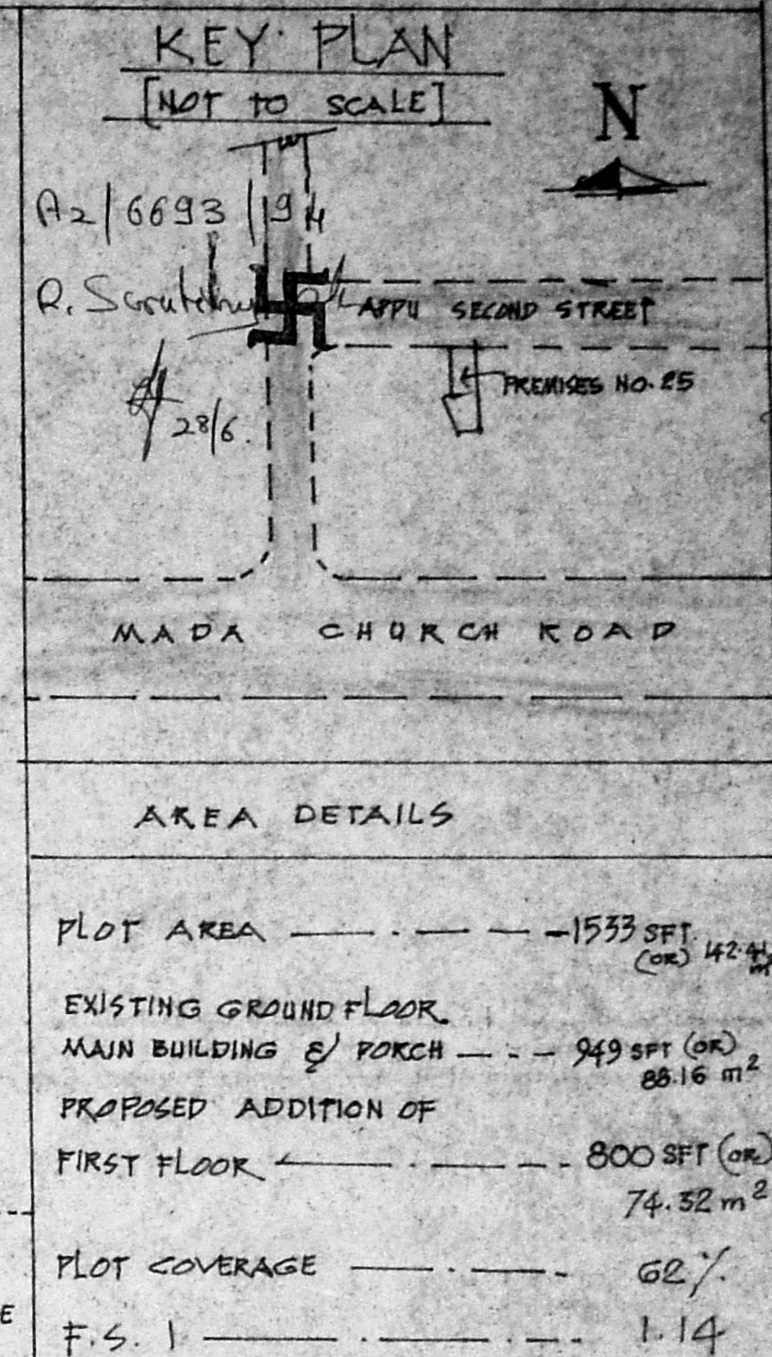 KEY PLAN
[NOT TO SCALE]
N
A2/6693/94
R. Scrutiny
28/6.
APPU SECOND STREET
PREMISES NO. 25
MADA CHURCH ROAD
AREA DETAILS
PLOT AREA 1533 SFT
(OR) 142.41
m
EXISTING GROUND FLOOR
MAIN BUILDING & PORCH 949 SFT (OR)
88.16 m²
PROPOSED ADDITION OF
FIRST FLOOR 800 SFT (OR)
74.32 m²
PLOT COVERAGE 62%
E
F.S.I 1.14